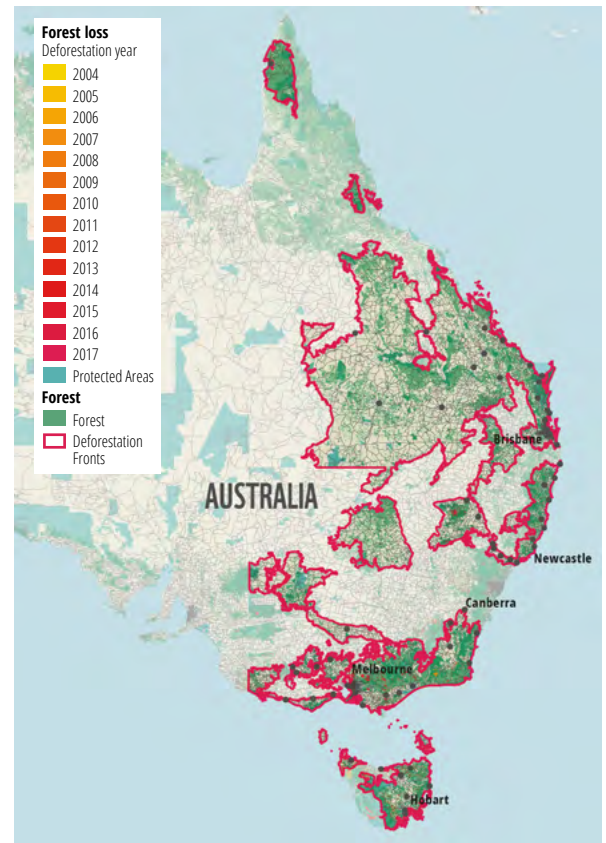 Forest loss
Deforestation year
2004
2005
2006
2007
2008
2009
2010
2011
2012
2013
2014
2015
2016
2017
Protected Areas
Forest
Forest
Deforestation
Fronts
Brisbane
AUSTRALIA
Newcastle
Canberra
Melbourne
Hobart